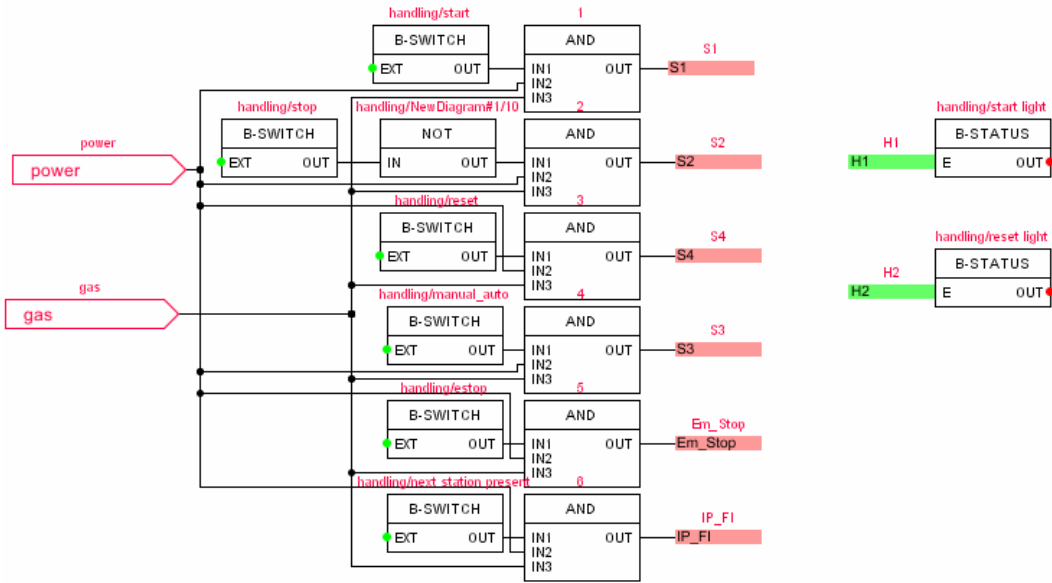 handling/start
1
B-SWITCH
AND
S1
EXT OUT
IN1 OUT
S1
IN2
IN3
handling/stop
handling/NewDiagram#1/10
2
handling/start light
B-SWITCH
NOT
AND
B-STATUS
power
S2
H1
EXT OUT
IN OUT
IN1 OUT
S2
H1
E OUT
power
IN2
IN3
handling/reset
3
B-SWITCH
AND
S4
handling/reset light
EXT OUT
IN1 OUT
S4
B-STATUS
IN2
H2
gas
IN3
H2
E OUT
handling/manual_auto
4
gas
B-SWITCH
AND
S3
EXT OUT
IN1 OUT
S3
IN2
IN3
handling/estop
5
B-SWITCH
AND
Em_Stop
EXT OUT
IN1 OUT
Em_Stop
IN2
IN3
handling/next station present
6
B-SWITCH
AND
IP_FI
EXT OUT
IN1 OUT
IP_FI
IN2
IN3